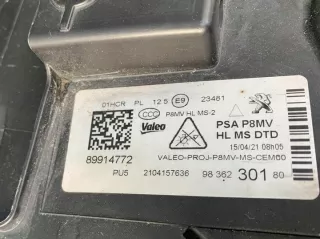 01HCR PL 12.5 E9 23461
CCC P8MV HL MS-2
Valeo
PSA P8MV
HL MS DTD
15/04/21 08h05
89914772
VALEO-PROJ-P8MV-MS-CEM60
PU5 2104157636 98 362 301 80